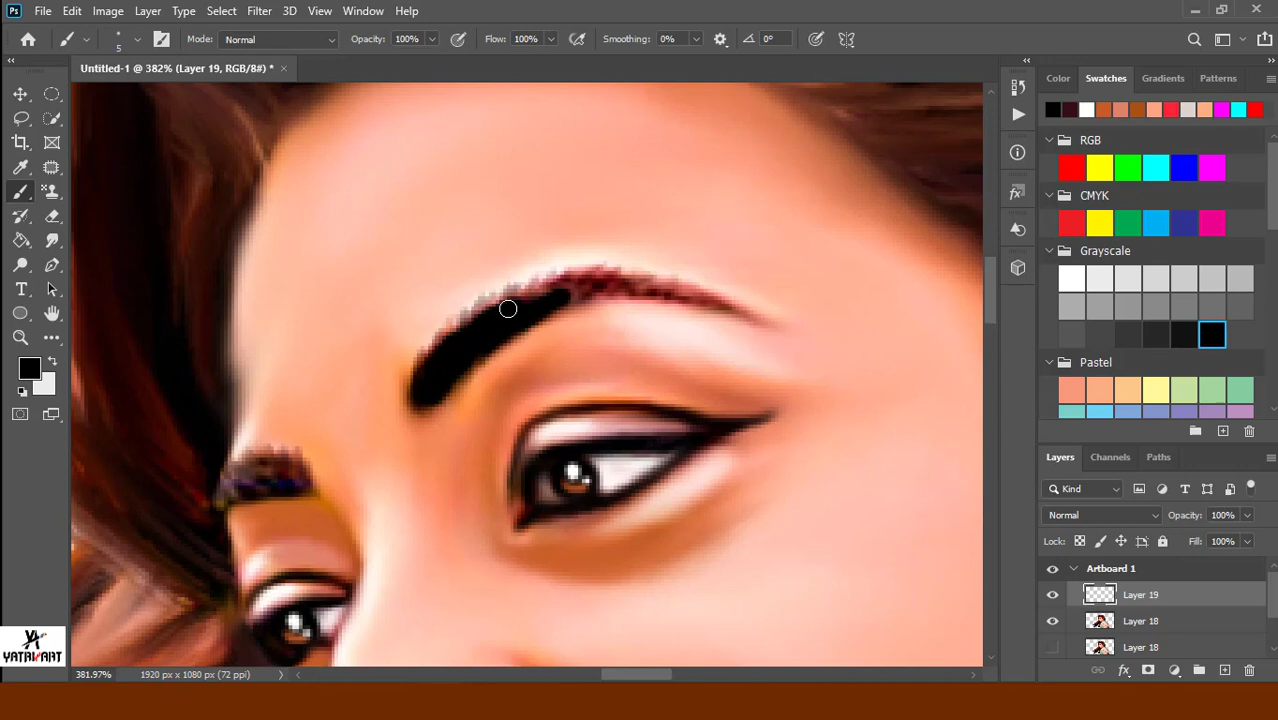 Ps File Edit Image Layer Type Select Filter 3D View Window Help
5 Mode: Normal Opacity: 100% Flow: 100% Smoothing: 0% 0°
Untitled-1 @ 382% (Layer 19, RGB/8#) *
Color Swatches Gradients Patterns
RGB
CMYK
Grayscale
Pastel
Layers Channels Paths
Kind
Normal Opacity: 100%
Lock: Fill: 100%
Artboard 1
Layer 19
Layer 18
Layer 18
YATRI ART
381.97% 1920 px x 1080 px (72 ppi)